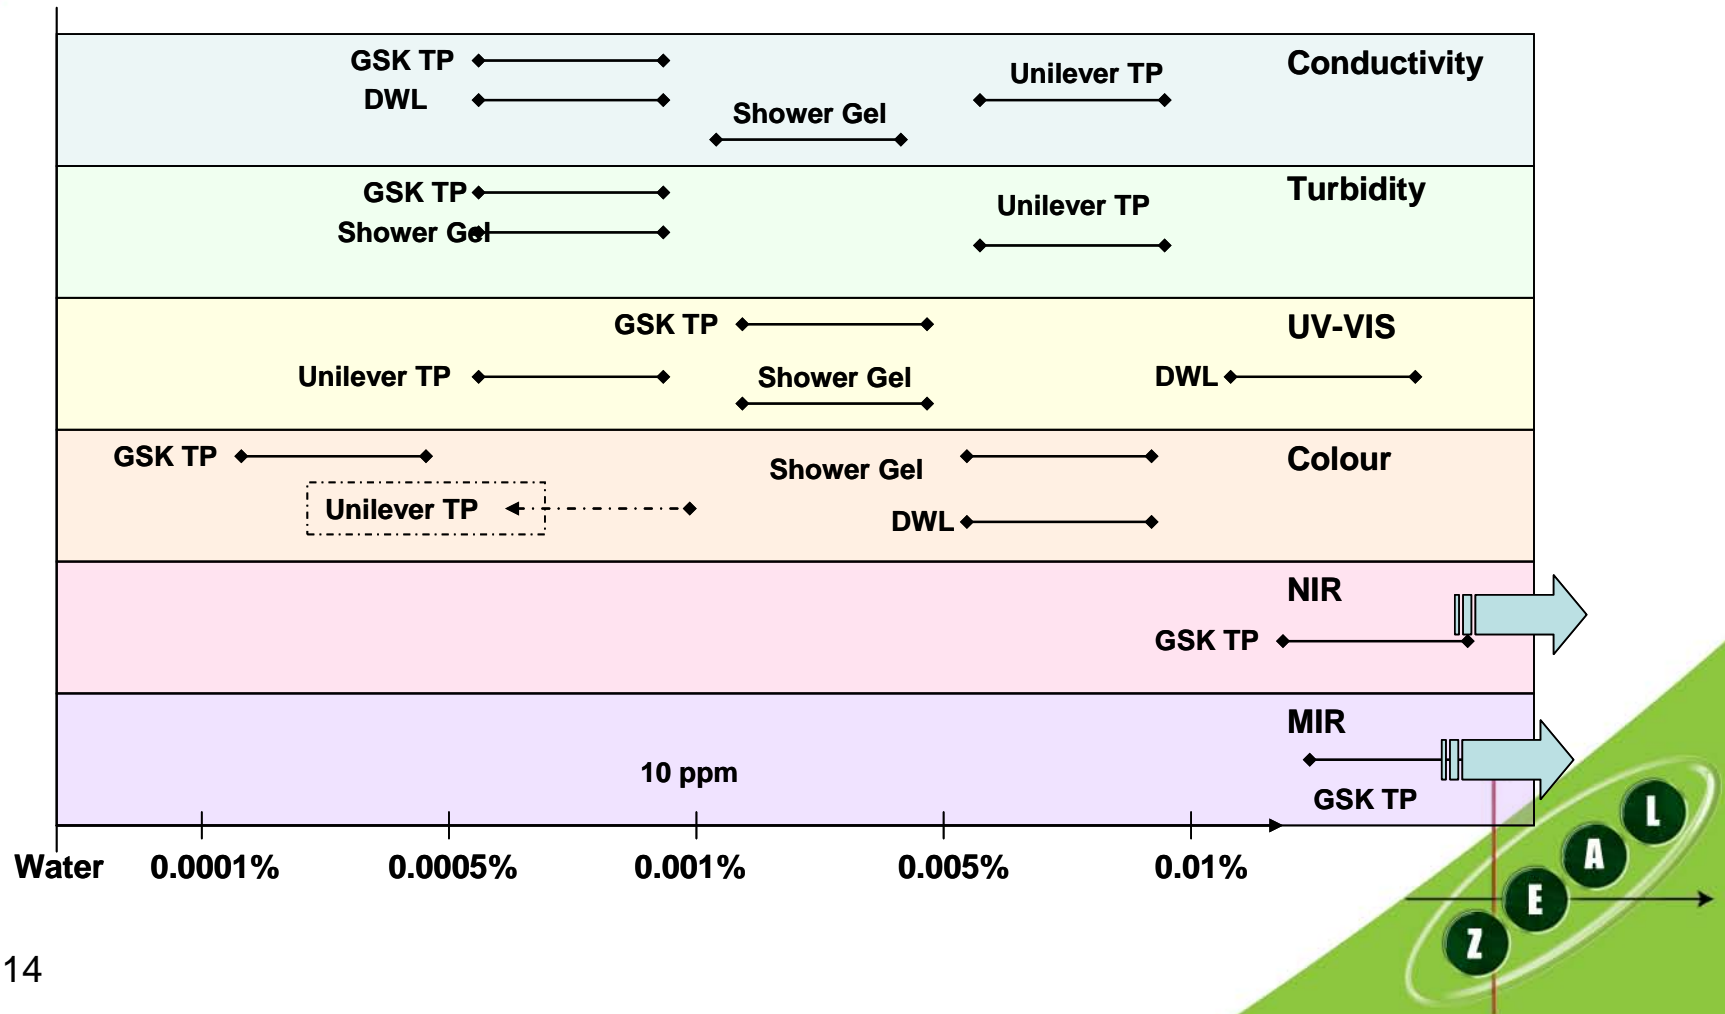 GSK TP
Conductivity
Unilever TP
DWL
Shower Gel
GSK TP
Turbidity
Unilever TP
Shower Gel
GSK TP
UV-VIS
Unilever TP
Shower Gel
DWL
GSK TP
Colour
Shower Gel
Unilever TP
DWL
NIR
GSK TP
MIR
10 ppm
GSK TP
Water 0.0001% 0.0005% 0.001% 0.005% 0.01%
Z E A L
14